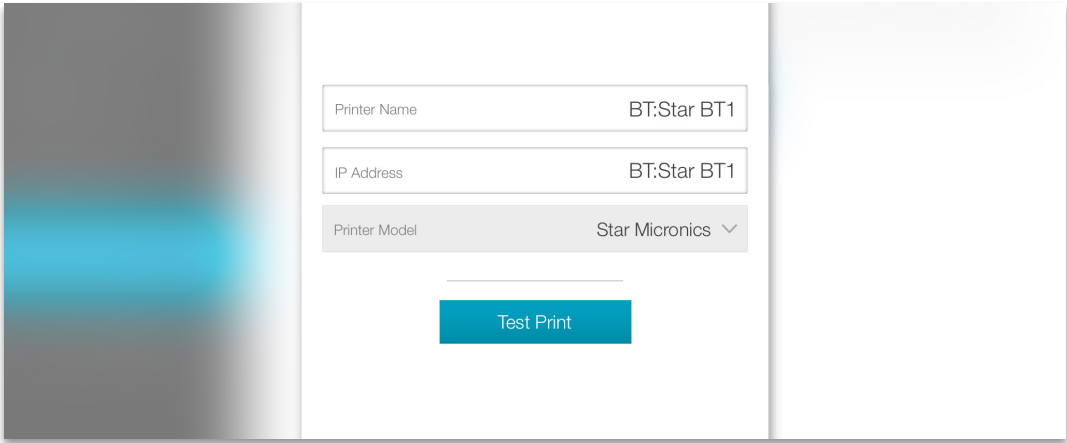 Printer Name BT:Star BT1
IP Address BT:Star BT1
Printer Model Star Micronics
Test Print